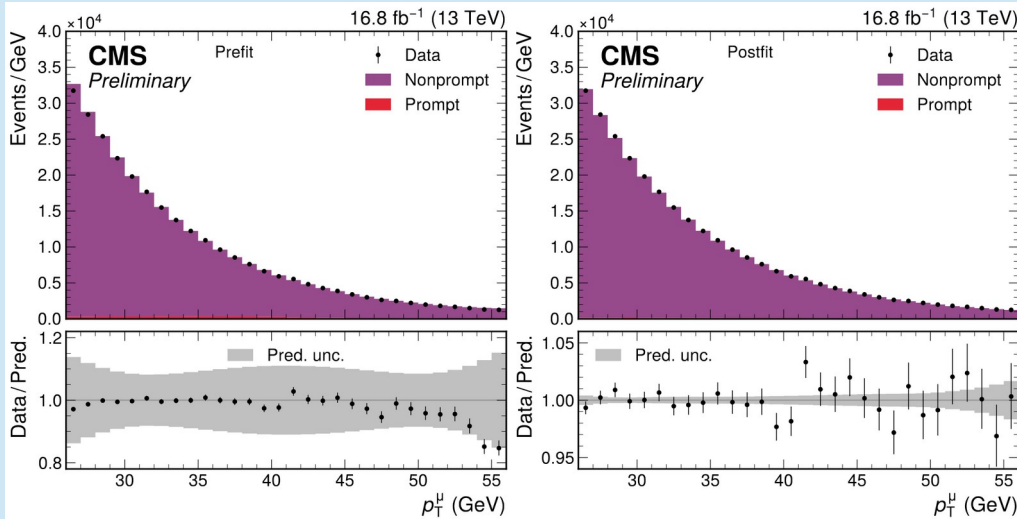 16.8 fb⁻¹ (13 TeV)
×10⁴
4.0
3.5
3.0
2.5
2.0
1.5
1.0
0.5
0.0
Events/GeV
CMS
Preliminary
Prefit
Data
Nonprompt
Prompt
1.2
1.0
0.8
Data/Pred.
Pred. unc.
30 35 40 45 50 55
p_T^μ (GeV)
16.8 fb⁻¹ (13 TeV)
×10⁴
4.0
3.5
3.0
2.5
2.0
1.5
1.0
0.5
0.0
Events/GeV
CMS
Preliminary
Postfit
Data
Nonprompt
Prompt
1.05
1.00
0.95
Data/Pred.
Pred. unc.
30 35 40 45 50 55
p_T^μ (GeV)